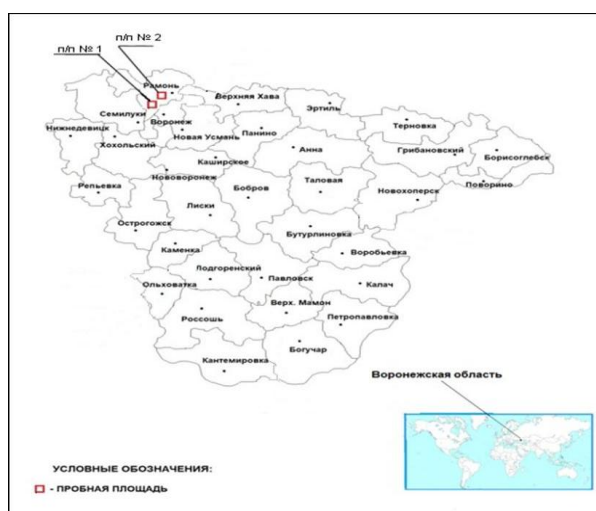 п/п № 1
п/п № 2
Рамонь
Верхняя Хава
Эртиль
Семилуки
Воронеж
Терновка
Нижнедевицк
Хохольский
Новая Усмань
Панино
Анна
Грибановский
Борисоглебск
Каширское
Нововоронеж
Репьевка
Бобров
Таловая
Новохоперск
Поворино
Лиски
Острогожск
Бутурлиновка
Каменка
Воробьевка
Подгоренский
Павловск
Ольховатка
Калач
Верх. Мамон
Россошь
Петропавловка
Богучар
Кантемировка
Воронежская область
УСЛОВНЫЕ ОБОЗНАЧЕНИЯ:
- ПРОБНАЯ ПЛОЩАДЬ